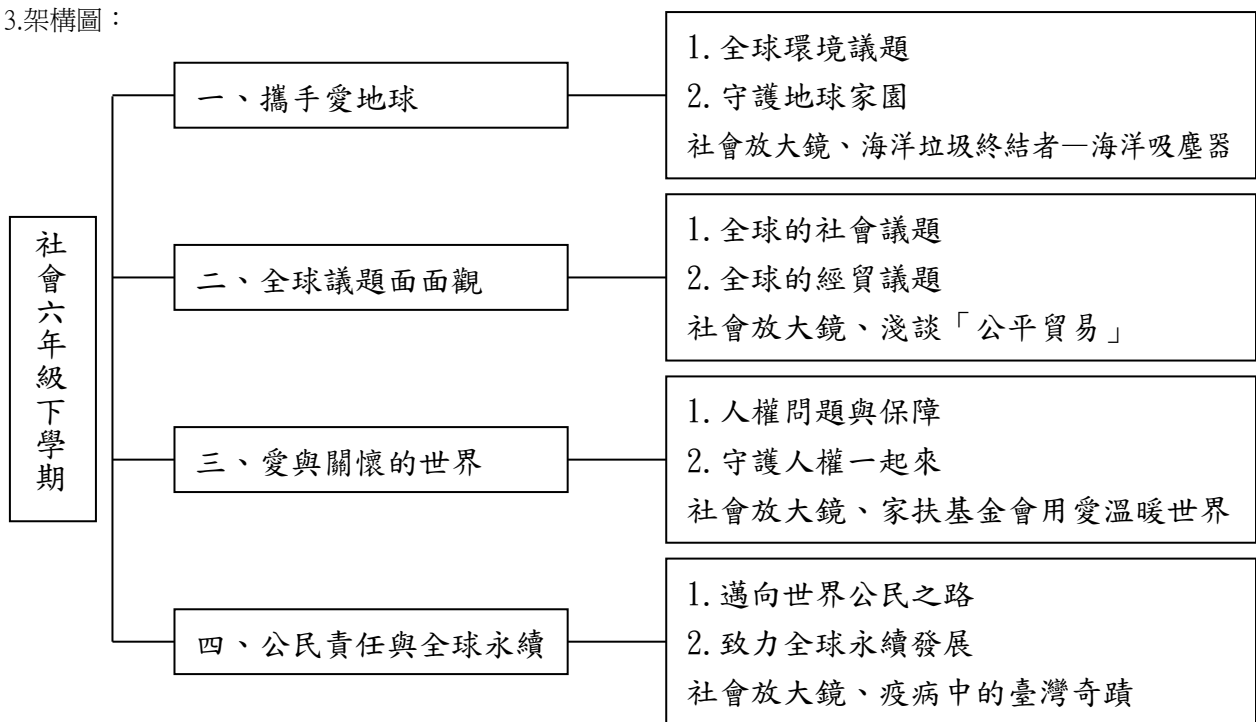 3.架構圖：
社會六年級下學期
一、攜手愛地球
1.全球環境議題
2.守護地球家園
社會放大鏡、海洋垃圾終結者—海洋吸塵器
二、全球議題面面觀
1.全球的社會議題
2.全球的經貿議題
社會放大鏡、淺談「公平貿易」
三、愛與關懷的世界
1.人權問題與保障
2.守護人權一起來
社會放大鏡、家扶基金會用愛溫暖世界
四、公民責任與全球永續
1.邁向世界公民之路
2.致力全球永續發展
社會放大鏡、疫病中的臺灣奇蹟